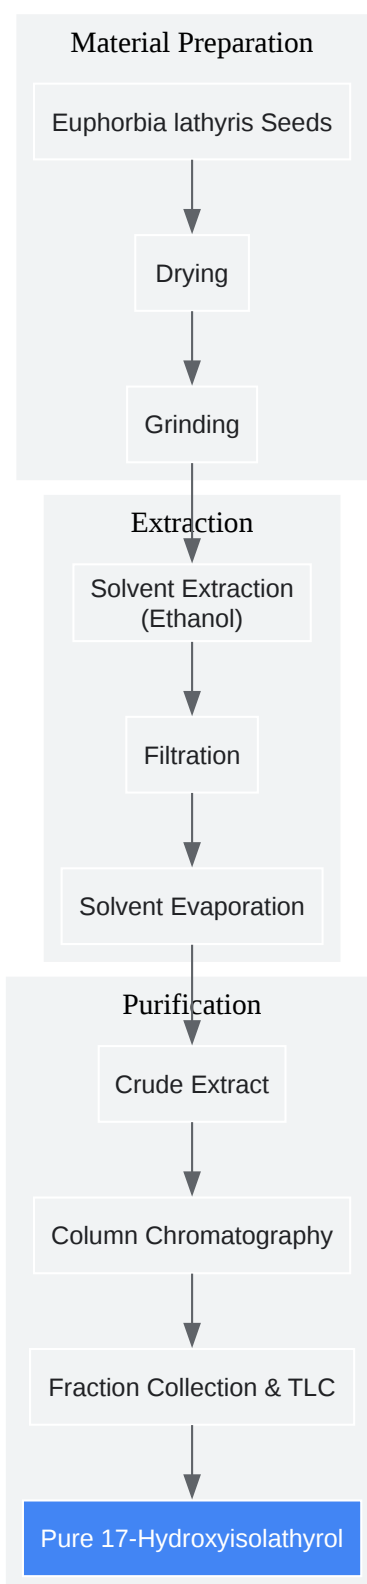 Material Preparation
Euphorbia lathyris Seeds
Drying
Grinding
Extraction
Solvent Extraction
(Ethanol)
Filtration
Solvent Evaporation
Purification
Crude Extract
Column Chromatography
Fraction Collection & TLC
Pure 17-Hydroxyisolathyrol